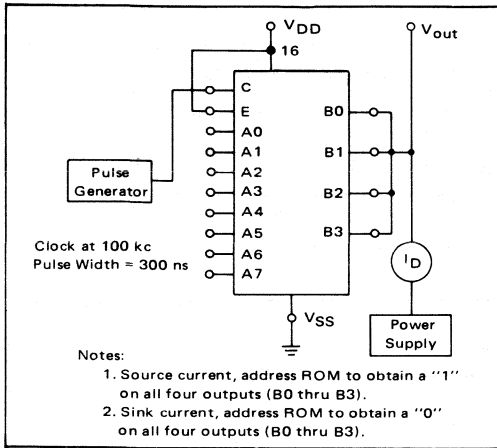 VDD
Vout
16
C
E
A0
A1
A2
A3
A4
A5
A6
A7
B0
B1
B2
B3
Pulse
Generator
Clock at 100 kc
Pulse Width = 300 ns
ID
VSS
Power
Supply
Notes:
1. Source current, address ROM to obtain a "1"
on all four outputs (B0 thru B3).
2. Sink current, address ROM to obtain a "0"
on all four outputs (B0 thru B3).